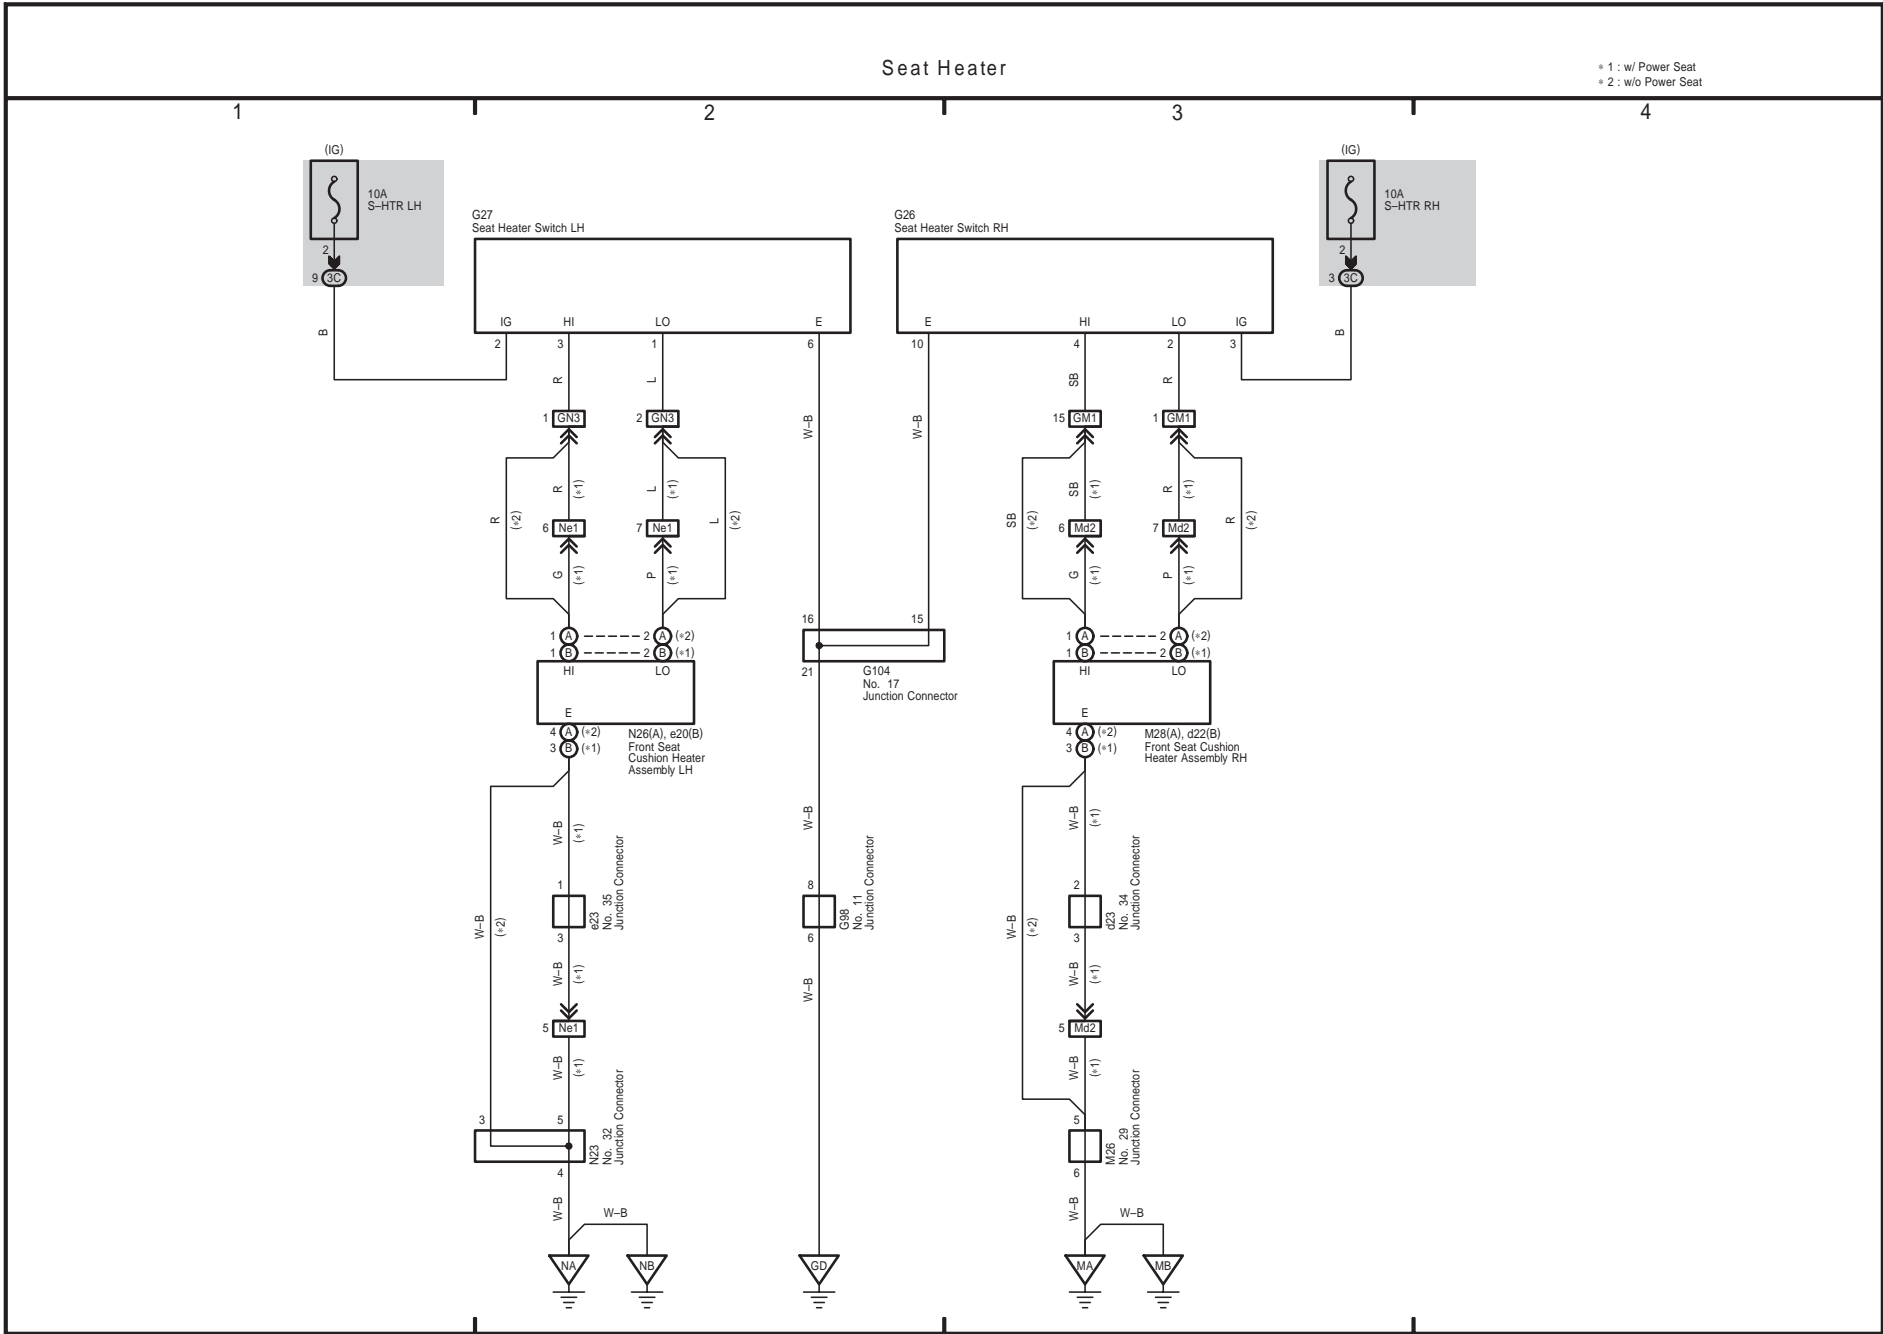 Seat Heater
* 1 : w/ Power Seat
* 2 : w/o Power Seat
1
2
3
4
(IG)
10A
S–HTR LH
2
9
3C
B
G27
Seat Heater Switch LH
IG
HI
LO
E
2
3
1
6
G26
Seat Heater Switch RH
E
HI
LO
IG
10
4
2
3
(IG)
10A
S–HTR RH
2
3
3C
B
R
L
W–B
W–B
SB
R
1
GN3
2
GN3
15
GM1
1
GM1
R
(*2)
R
(*1)
L
(*1)
L
(*2)
SB
(*2)
SB
(*1)
R
(*1)
R
(*2)
6
Ne1
7
Ne1
6
Md2
7
Md2
G
(*1)
P
(*1)
G
(*1)
P
(*1)
1
A
2
A
(*2)
1
B
2
B
(*1)
HI
LO
E
4
A
(*2)
3
B
(*1)
N26(A), e20(B)
Front Seat
Cushion Heater
Assembly LH
16
15
21
G104
No. 17
Junction Connector
1
A
2
A
(*2)
1
B
2
B
(*1)
HI
LO
E
4
A
(*2)
3
B
(*1)
M28(A), d22(B)
Front Seat Cushion
Heater Assembly RH
W–B
(*2)
W–B
(*1)
1
e23
No. 35
Junction Connector
3
W–B
(*1)
5
Ne1
W–B
(*1)
3
5
N23
No. 32
Junction Connector
4
W–B
W–B
NA
NB
W–B
8
G98
No. 11
Junction Connector
6
W–B
GD
W–B
(*2)
W–B
(*1)
2
d23
No. 34
Junction Connector
3
W–B
(*1)
5
Md2
W–B
(*1)
5
M26
No. 29
Junction Connector
6
W–B
W–B
MA
MB